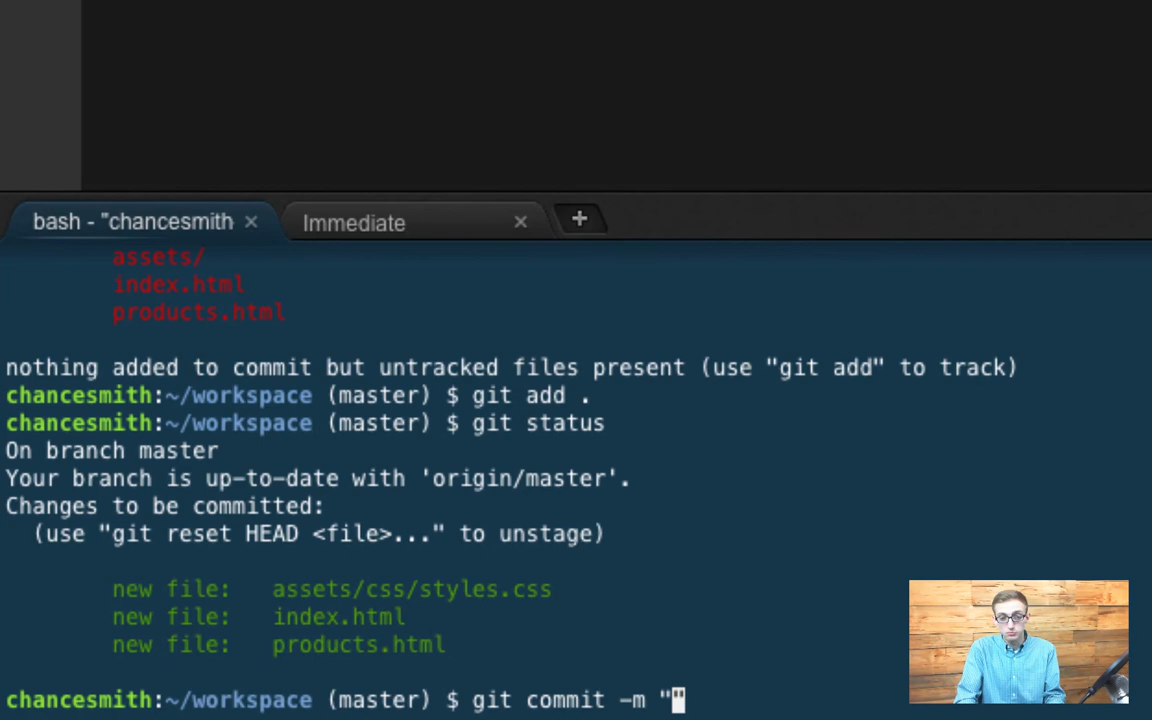 bash - "chancesmith
Immediate
assets/
index.html
products.html
nothing added to commit but untracked files present (use "git add" to track)
chancesmith:~/workspace (master) $ git add .
chancesmith:~/workspace (master) $ git status
On branch master
Your branch is up-to-date with 'origin/master'.
Changes to be committed:
(use "git reset HEAD <file>..." to unstage)
new file: assets/css/styles.css
new file: index.html
new file: products.html
chancesmith:~/workspace (master) $ git commit -m ""